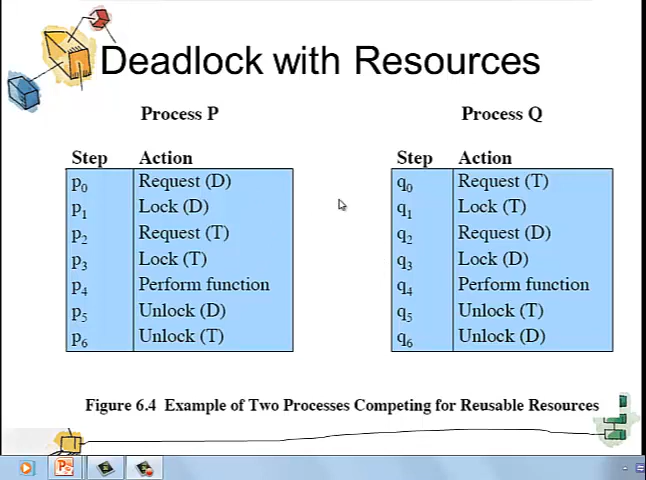 Deadlock with Resources
Process P
Process Q
Step Action
p0 Request (D)
p1 Lock (D)
p2 Request (T)
p3 Lock (T)
p4 Perform function
p5 Unlock (D)
p6 Unlock (T)
Step Action
q0 Request (T)
q1 Lock (T)
q2 Request (D)
q3 Lock (D)
q4 Perform function
q5 Unlock (T)
q6 Unlock (D)
Figure 6.4 Example of Two Processes Competing for Reusable Resources